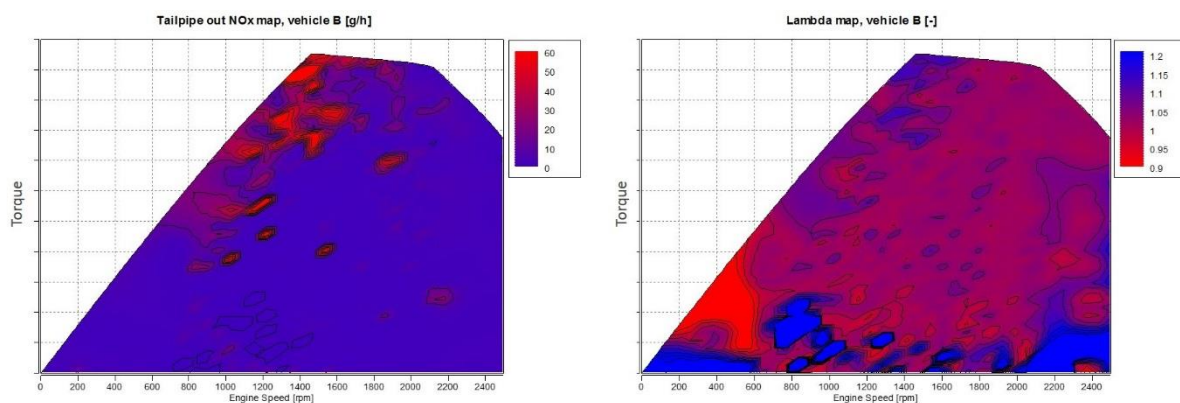 Tailpipe out NOx map, vehicle B [g/h]
60
50
40
30
20
10
0
Torque
0 200 400 600 800 1000 1200 1400 1600 1800 2000 2200 2400
Engine Speed [rpm]
Lambda map, vehicle B [-]
1.2
1.15
1.1
1.05
1
0.95
0.9
Torque
0 200 400 600 800 1000 1200 1400 1600 1800 2000 2200 2400
Engine Speed [rpm]